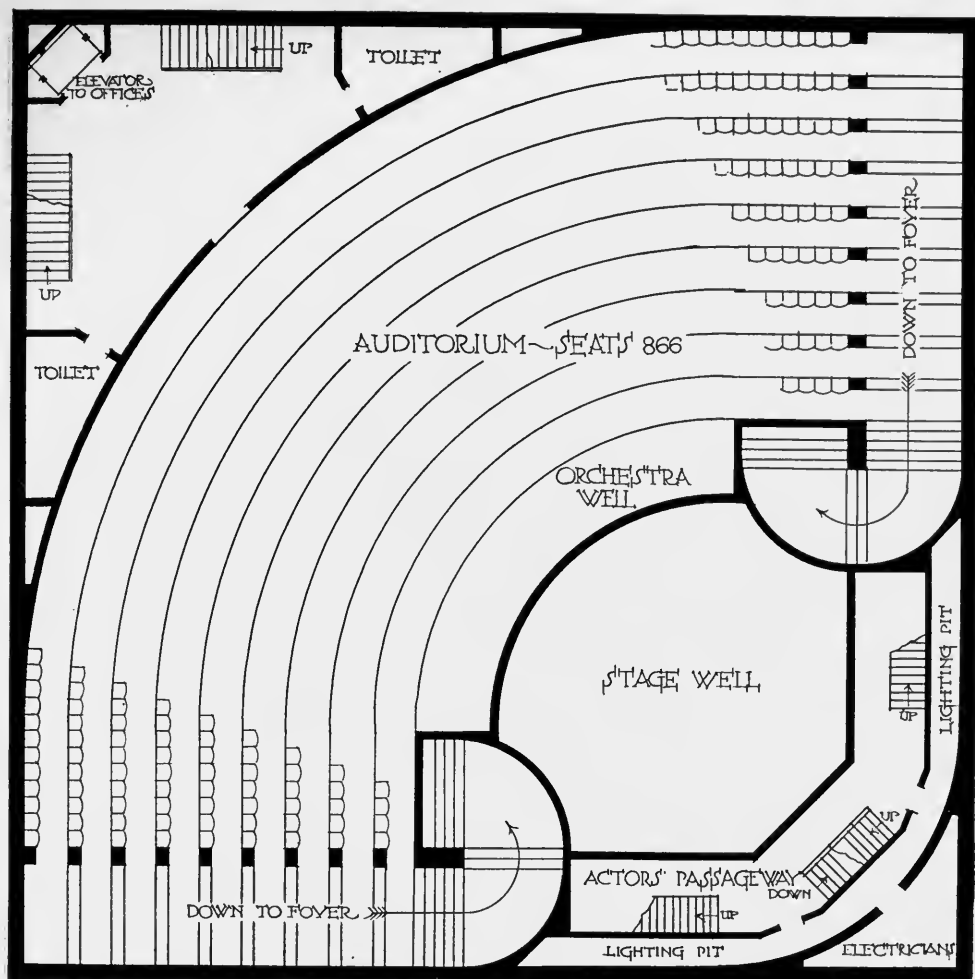 UP
TOILET
ELEVATOR
TO OFFICES
UP
DOWN TO FOYER
AUDITORIUM~SEATS 866
TOILET
ORCHESTRA
WELL
LIGHTING PIT
STAGE WELL
UP
UP
ACTORS' PASSAGEWAY
DOWN
DOWN TO FOYER
UP
LIGHTING PIT
ELECTRICIANS